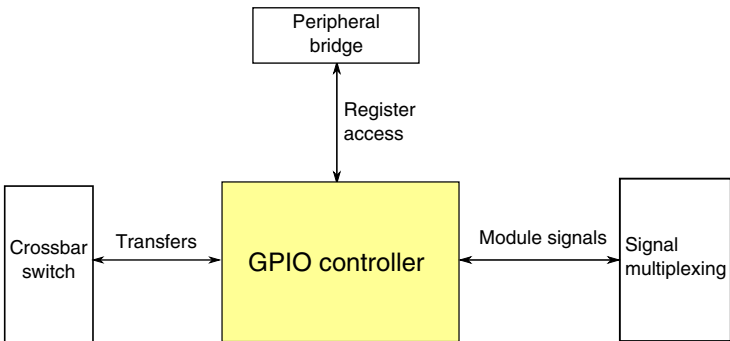 Peripheral
bridge
Register
access
Crossbar
switch
Transfers
GPIO controller
Module signals
Signal
multiplexing